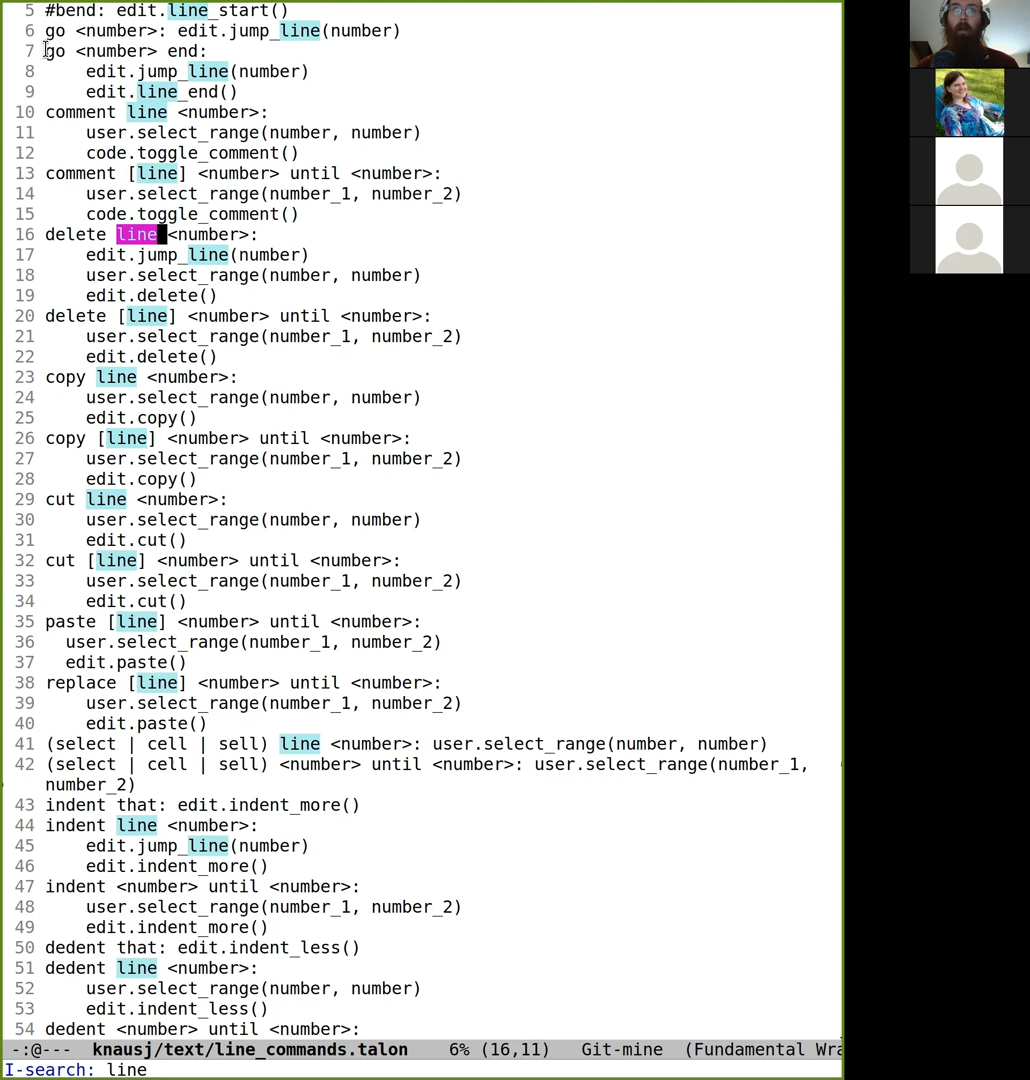 5 #bend: edit.line_start()
6 go <number>: edit.jump_line(number)
7 go <number> end:
8     edit.jump_line(number)
9     edit.line_end()
10 comment line <number>:
11     user.select_range(number, number)
12     code.toggle_comment()
13 comment [line] <number> until <number>:
14     user.select_range(number_1, number_2)
15     code.toggle_comment()
16 delete line <number>:
17     edit.jump_line(number)
18     user.select_range(number, number)
19     edit.delete()
20 delete [line] <number> until <number>:
21     user.select_range(number_1, number_2)
22     edit.delete()
23 copy line <number>:
24     user.select_range(number, number)
25     edit.copy()
26 copy [line] <number> until <number>:
27     user.select_range(number_1, number_2)
28     edit.copy()
29 cut line <number>:
30     user.select_range(number, number)
31     edit.cut()
32 cut [line] <number> until <number>:
33     user.select_range(number_1, number_2)
34     edit.cut()
35 paste [line] <number> until <number>:
36   user.select_range(number_1, number_2)
37   edit.paste()
38 replace [line] <number> until <number>:
39     user.select_range(number_1, number_2)
40     edit.paste()
41 (select | cell | sell) line <number>: user.select_range(number, number)
42 (select | cell | sell) <number> until <number>: user.select_range(number_1,
number_2)
43 indent that: edit.indent_more()
44 indent line <number>:
45     edit.jump_line(number)
46     edit.indent_more()
47 indent <number> until <number>:
48     user.select_range(number_1, number_2)
49     edit.indent_more()
50 dedent that: edit.indent_less()
51 dedent line <number>:
52     user.select_range(number, number)
53     edit.indent_less()
54 dedent <number> until <number>:
-:@---  knausj/text/line_commands.talon    6% (16,11)   Git-mine  (Fundamental Wra
I-search: line